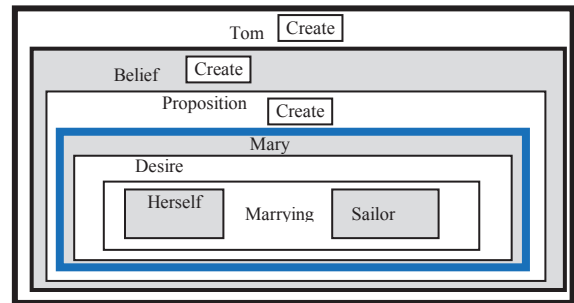 Tom Create
Belief Create
Proposition Create
Mary
Desire
Herself Marrying Sailor